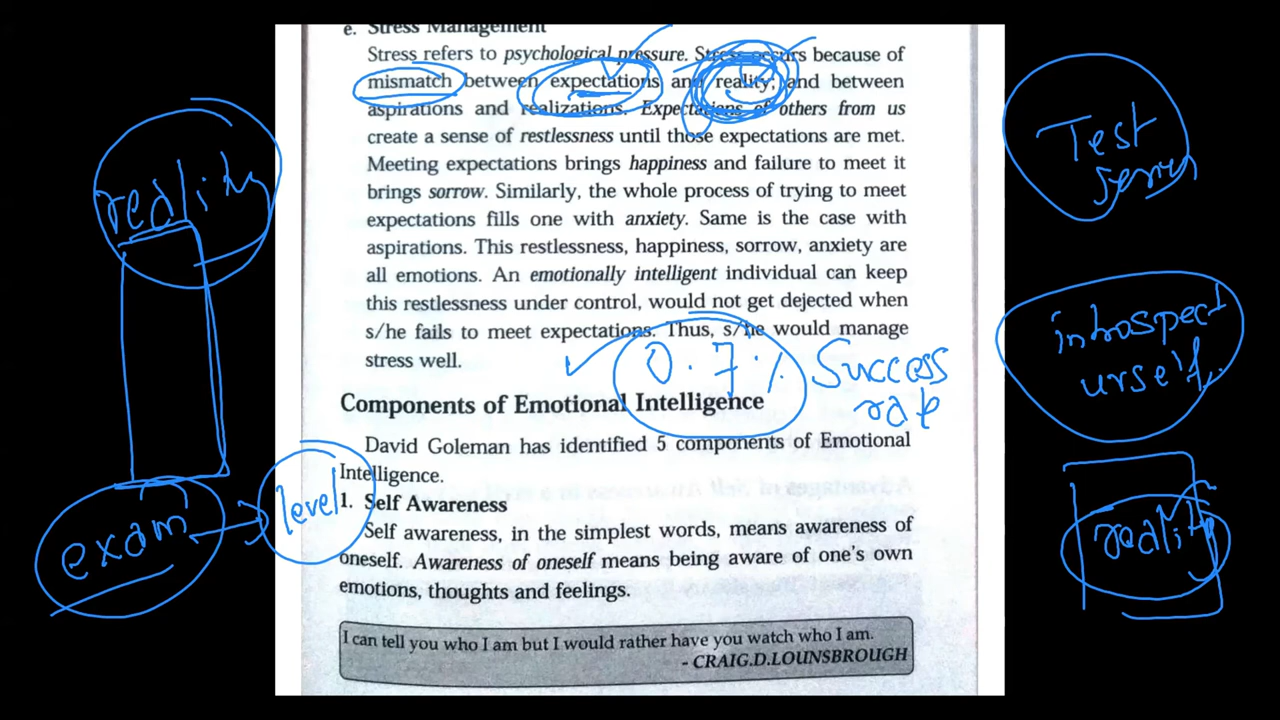 e. Stress Management
Stress refers to psychological pressure. Stress occurs because of
mismatch between expectations and reality; and between
aspirations and realizations. Expectations of others from us
create a sense of restlessness until those expectations are met.
Meeting expectations brings happiness and failure to meet it
brings sorrow. Similarly, the whole process of trying to meet
expectations fills one with anxiety. Same is the case with
aspirations. This restlessness, happiness, sorrow, anxiety are
all emotions. An emotionally intelligent individual can keep
this restlessness under control, would not get dejected when
s/he fails to meet expectations. Thus, s/he would manage
stress well.
Components of Emotional Intelligence
David Goleman has identified 5 components of Emotional
Intelligence.
1. Self Awareness
Self awareness, in the simplest words, means awareness of
oneself. Awareness of oneself means being aware of one's own
emotions, thoughts and feelings.
I can tell you who I am but I would rather have you watch who I am.
- CRAIG.D.LOUNSBROUGH
reality
exam
level
0.7% Success
rate
Test
introspect
urself
reality